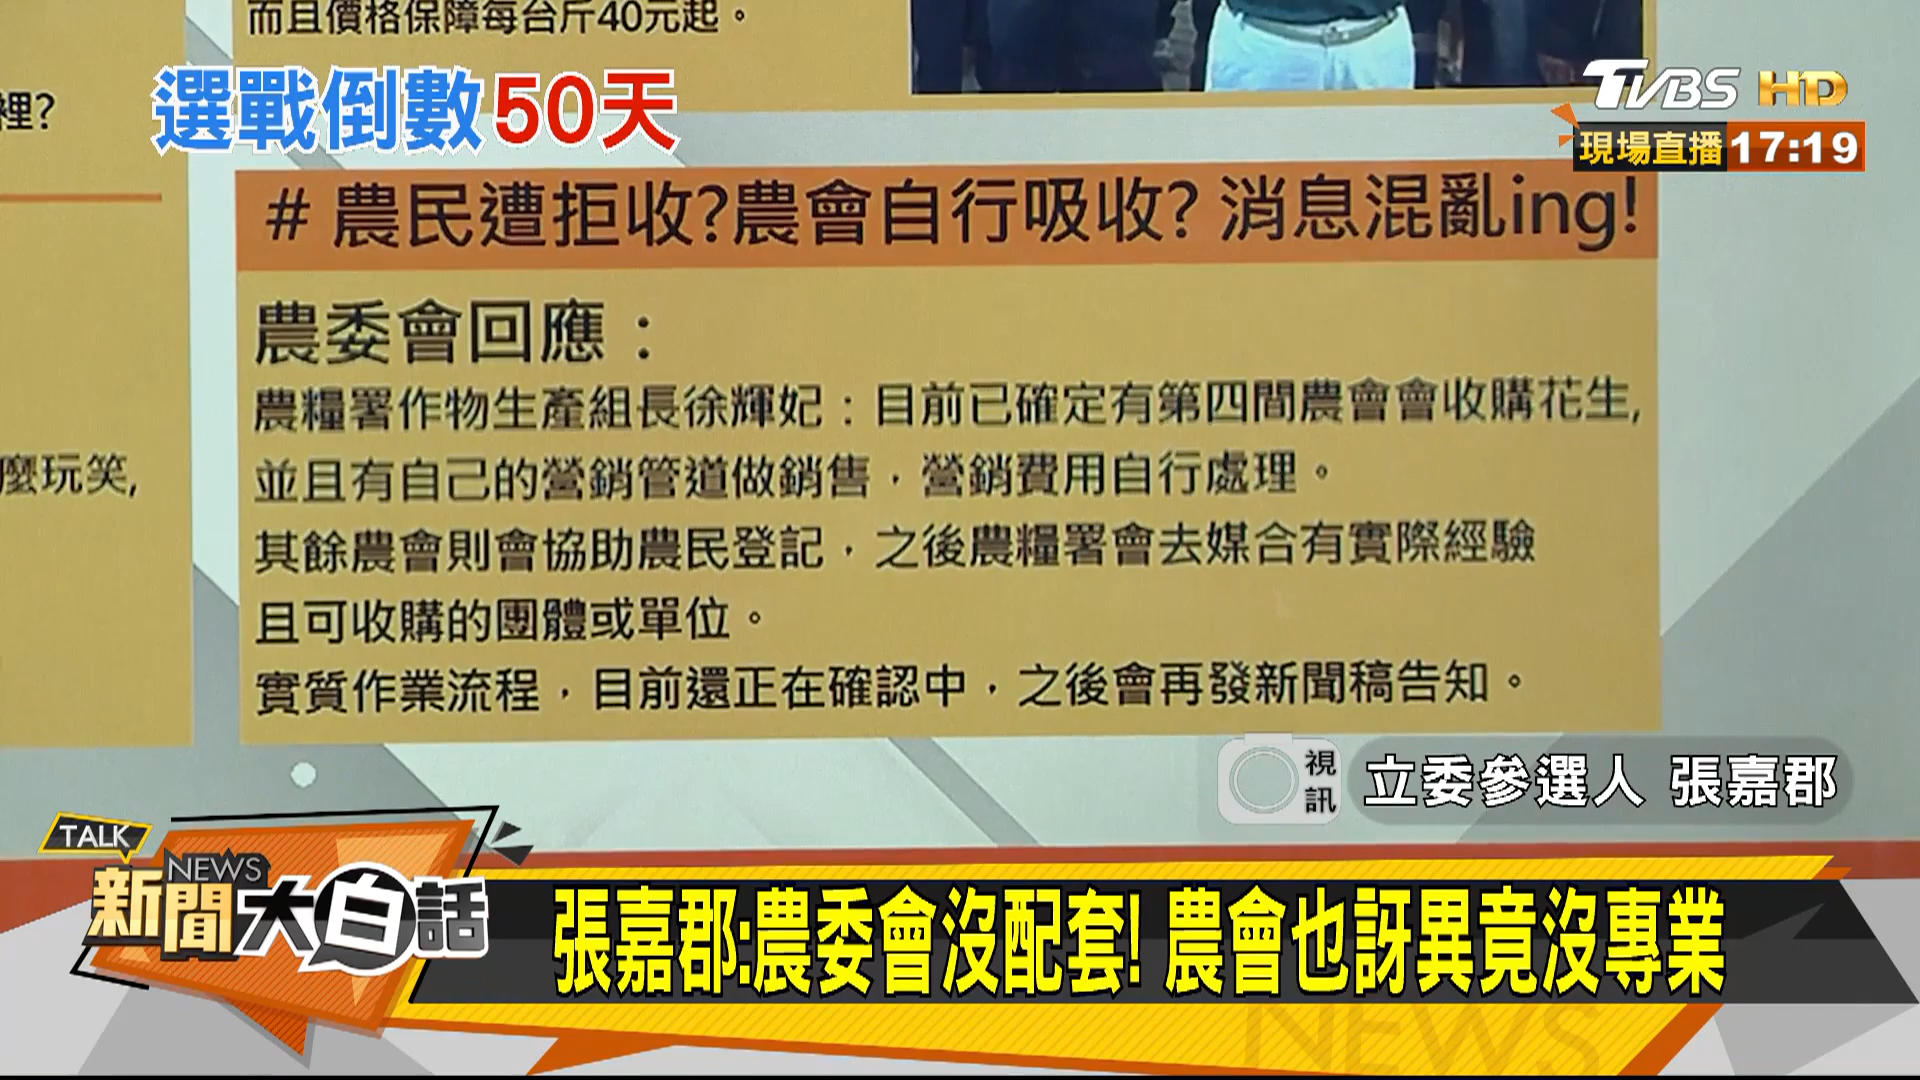 而且價格保障每台斤40元起。
選戰倒數50天
TVBS HD
現場直播 17:19
裡?
#農民遭拒收?農會自行吸收? 消息混亂ing!
農委會回應：
農糧署作物生產組長徐輝妃：目前已確定有第四間農會會收購花生,
並且有自己的營銷管道做銷售，營銷費用自行處理。
麼玩笑,
其餘農會則會協助農民登記，之後農糧署會去媒合有實際經驗
且可收購的團體或單位。
實質作業流程，目前還正在確認中，之後會再發新聞稿告知。
視訊
立委參選人 張嘉郡
TALK
NEWS
新聞大白話
張嘉郡:農委會沒配套! 農會也訝異竟沒專業
NEWS